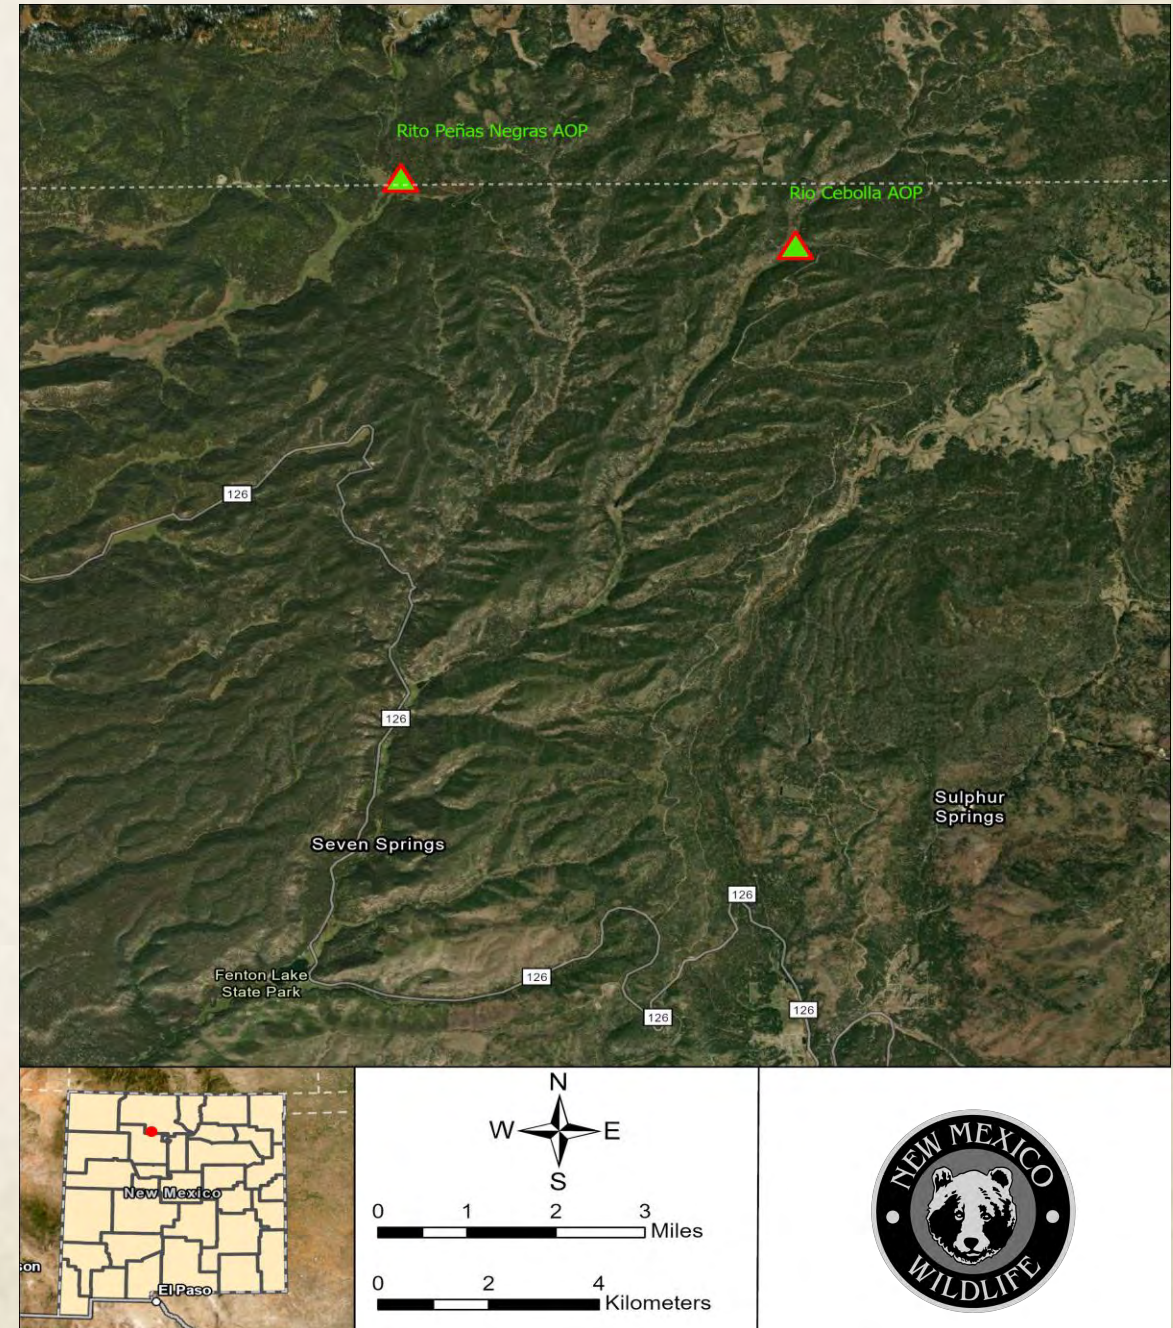 Rito Peñas Negras AOP
Rio Cebolla AOP
126
126
Sulphur
Springs
Seven Springs
126
Fenton Lake
State Park
126
126
126
N
W E
S
New Mexico
son
El Paso
0 1 2 3
Miles
0 2 4
Kilometers
NEW MEXICO
WILDLIFE